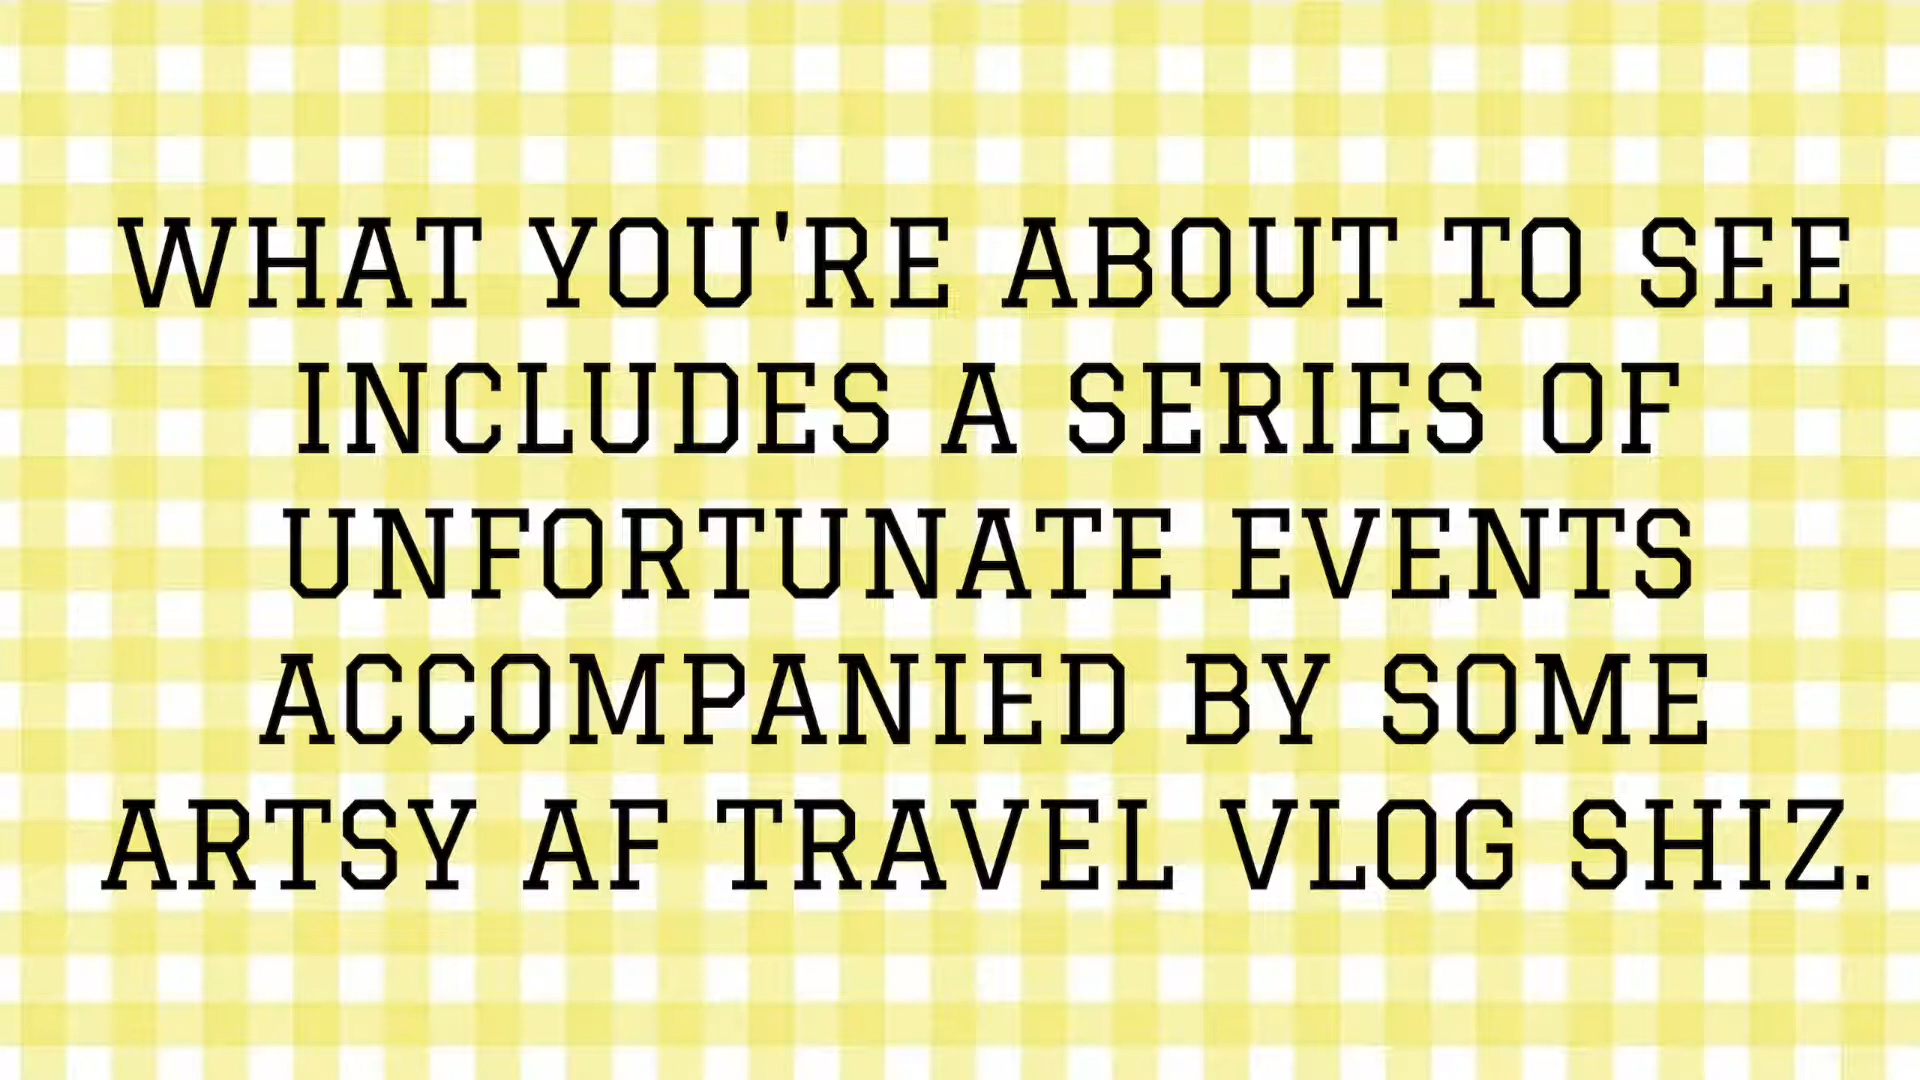 WHAT YOU'RE ABOUT TO SEE
INCLUDES A SERIES OF
UNFORTUNATE EVENTS
ACCOMPANIED BY SOME
ARTSY AF TRAVEL VLOG SHIZ.